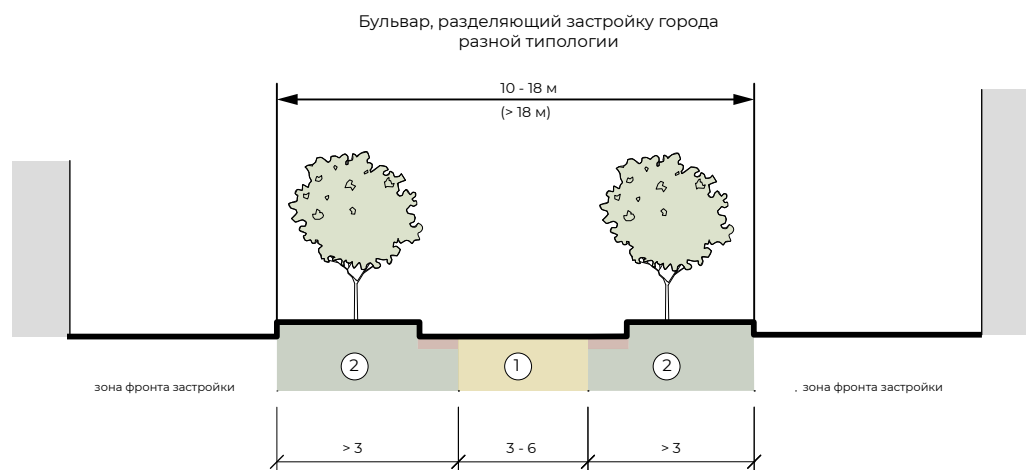 Бульвар, разделяющий застройку города
разной типологии
10 - 18 м
(> 18 м)
2
1
2
зона фронта застройки
зона фронта застройки
> 3
3 - 6
> 3